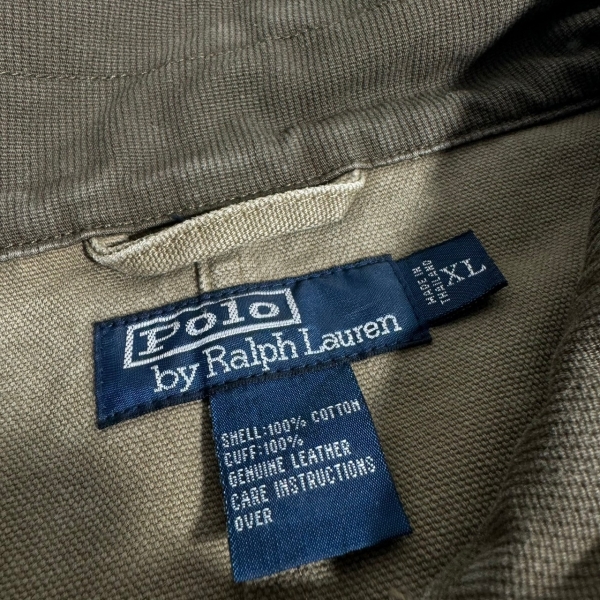 Polo
by Ralph Lauren
XL
MADE IN
THAILAND
SHELL:100% COTTON
CUFF:100%
GENUINE LEATHER
CARE INSTRUCTIONS
OVER